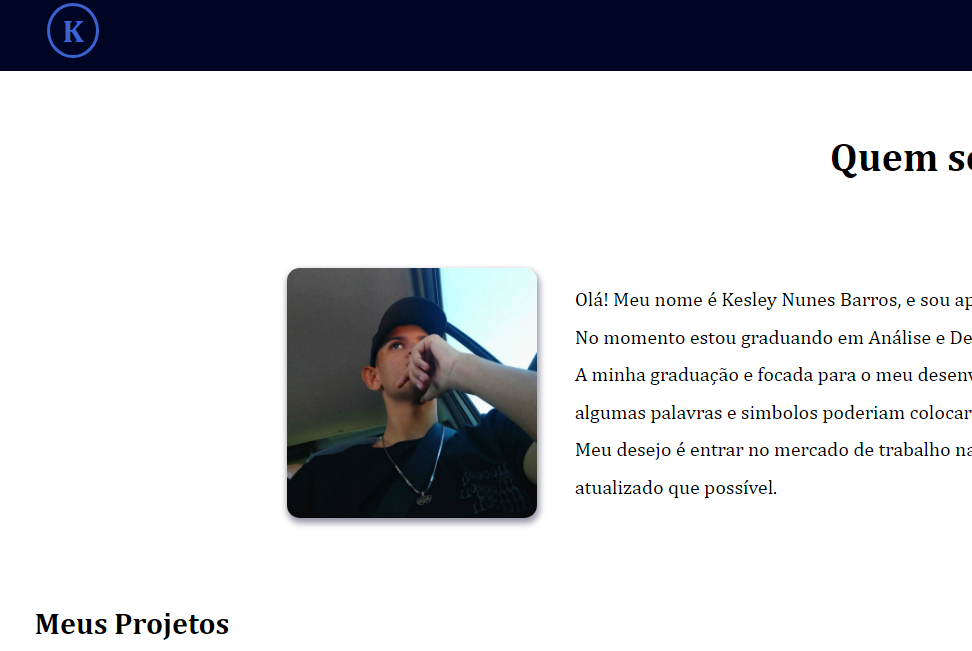 K
Quem s
Olá! Meu nome é Kesley Nunes Barros, e sou ap
No momento estou graduando em Análise e De
A minha graduação e focada para o meu desen
algumas palavras e simbolos poderiam colocar
Meu desejo é entrar no mercado de trabalho na
atualizado que possível.
Meus Projetos